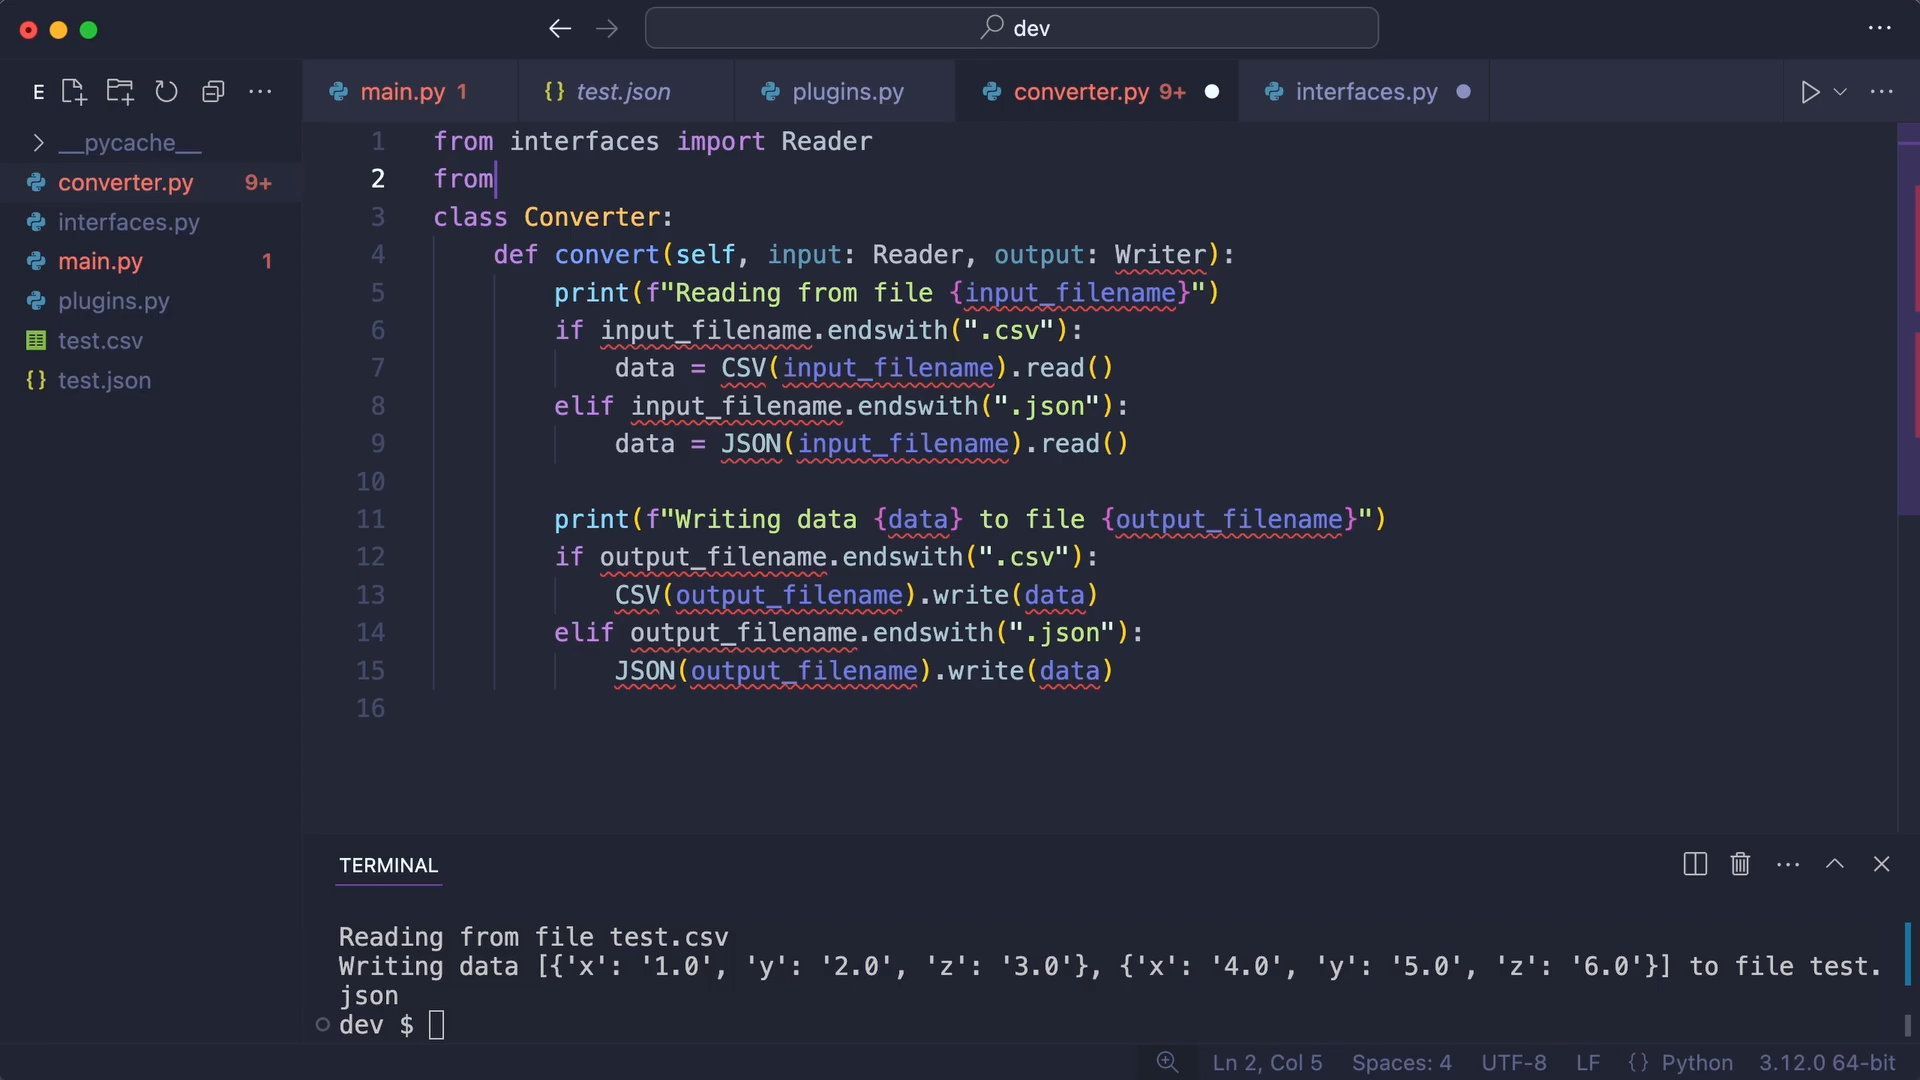 dev
E
main.py 1
test.json
plugins.py
converter.py 9+
interfaces.py
__pycache__
converter.py 9+
interfaces.py
main.py 1
plugins.py
test.csv
test.json
1 from interfaces import Reader
2 from
3 class Converter:
4 def convert(self, input: Reader, output: Writer):
5 print(f"Reading from file {input_filename}")
6 if input_filename.endswith(".csv"):
7 data = CSV(input_filename).read()
8 elif input_filename.endswith(".json"):
9 data = JSON(input_filename).read()
10
11 print(f"Writing data {data} to file {output_filename}")
12 if output_filename.endswith(".csv"):
13 CSV(output_filename).write(data)
14 elif output_filename.endswith(".json"):
15 JSON(output_filename).write(data)
16
TERMINAL
Reading from file test.csv
Writing data [{'x': '1.0', 'y': '2.0', 'z': '3.0'}, {'x': '4.0', 'y': '5.0', 'z': '6.0'}] to file test.
json
dev $
Ln 2, Col 5 Spaces: 4 UTF-8 LF {} Python 3.12.0 64-bit